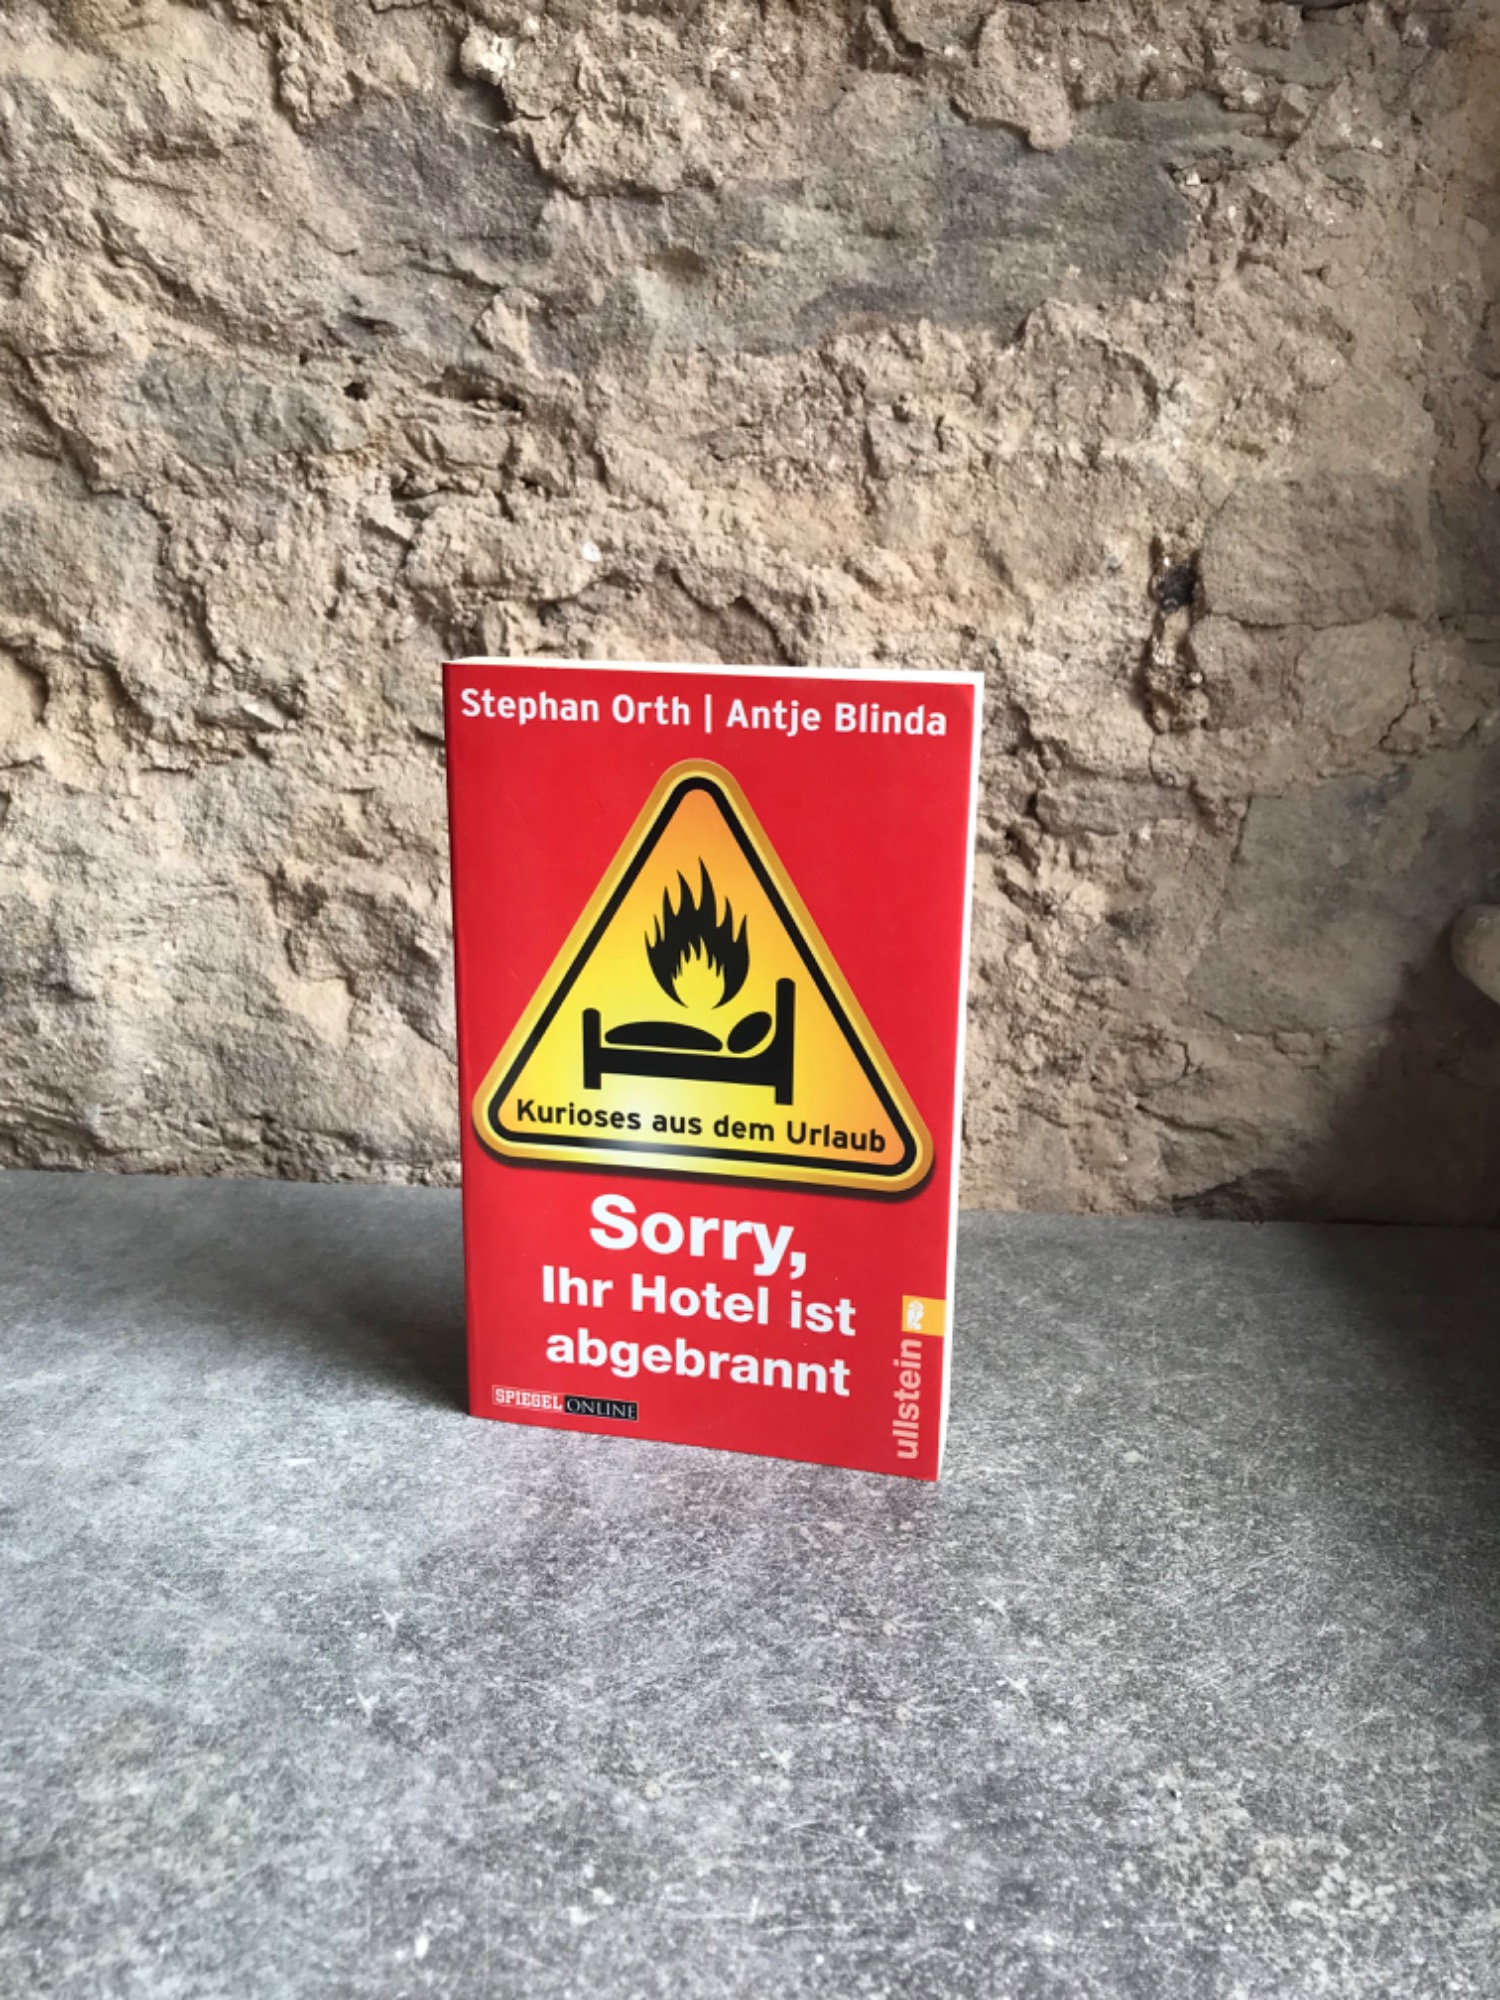 Stephan Orth | Antje Blinda
Kurioses aus dem Urlaub
Sorry,
Ihr Hotel ist
abgebrannt
SPIEGEL ONLINE
ullstein